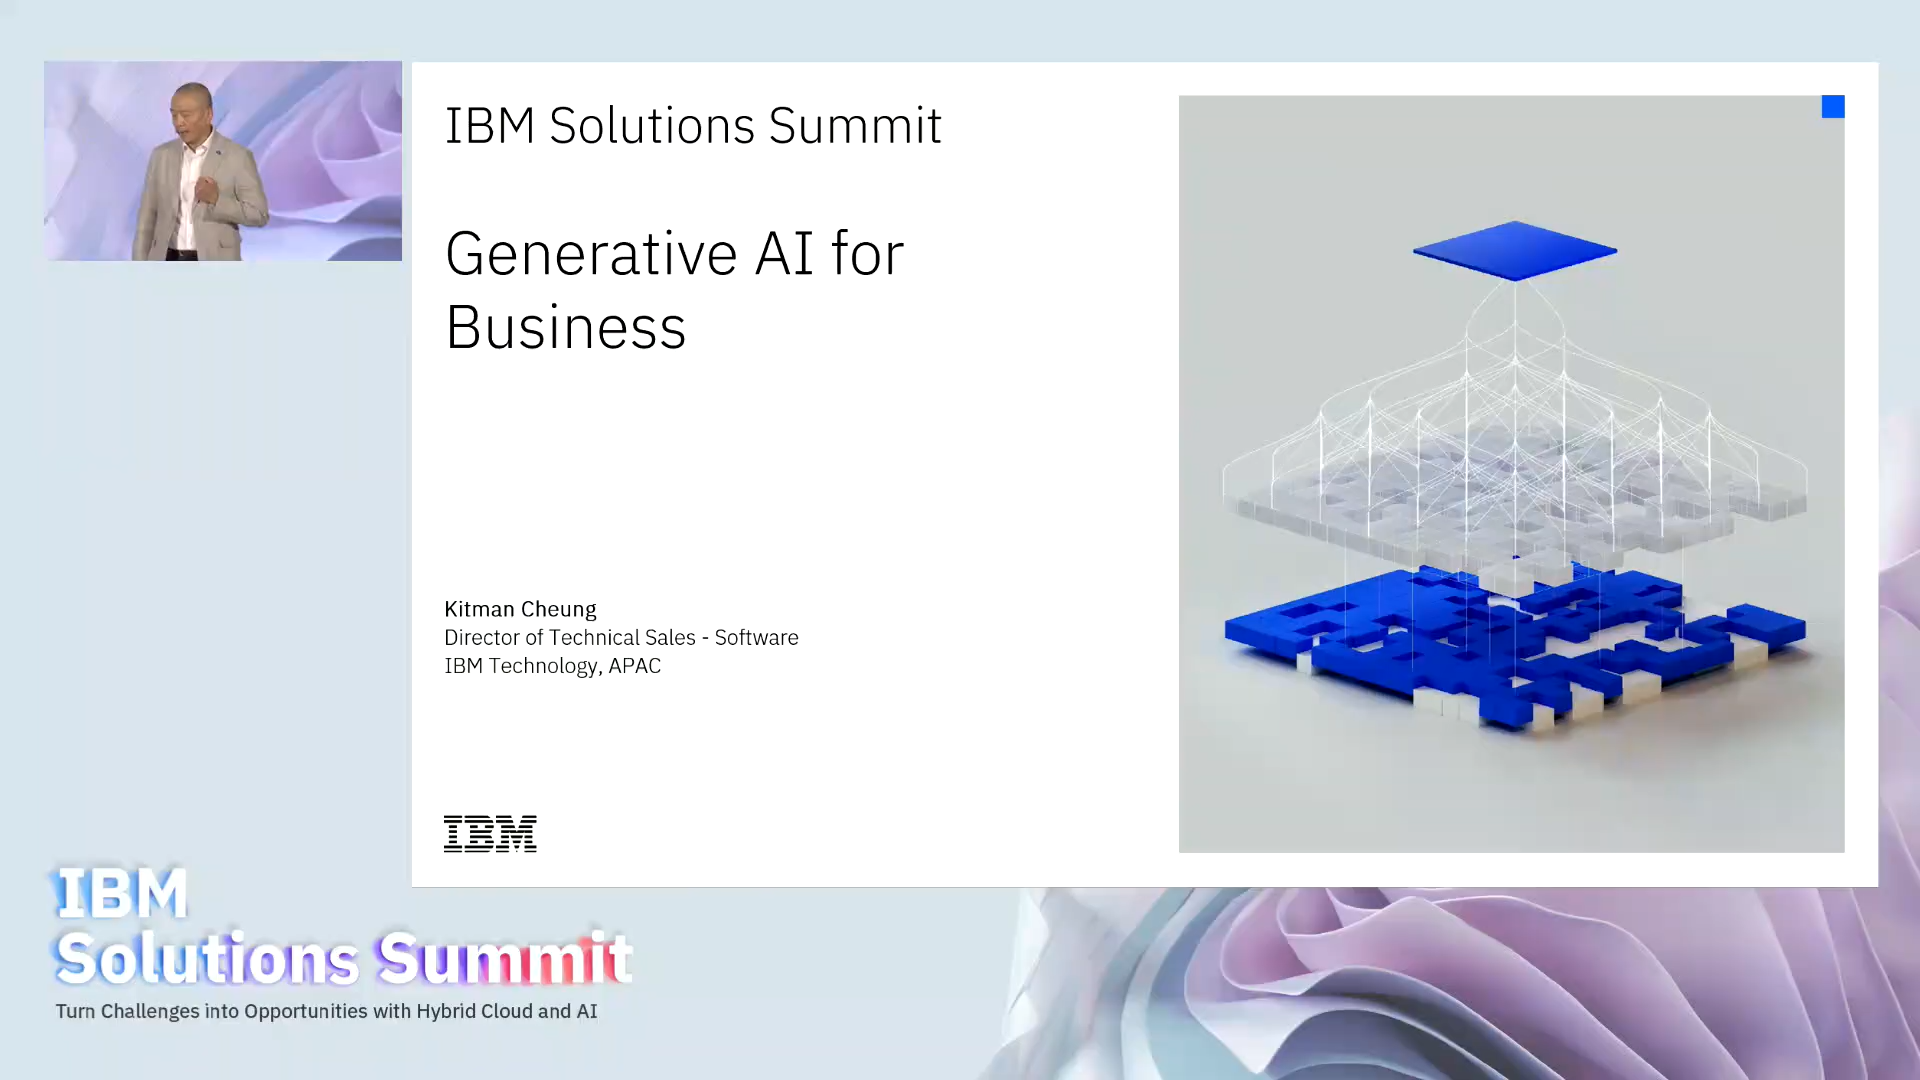 IBM Solutions Summit
Generative AI for
Business
Kitman Cheung
Director of Technical Sales - Software
IBM Technology, APAC
IBM
IBM
Solutions Summit
Turn Challenges into Opportunities with Hybrid Cloud and AI